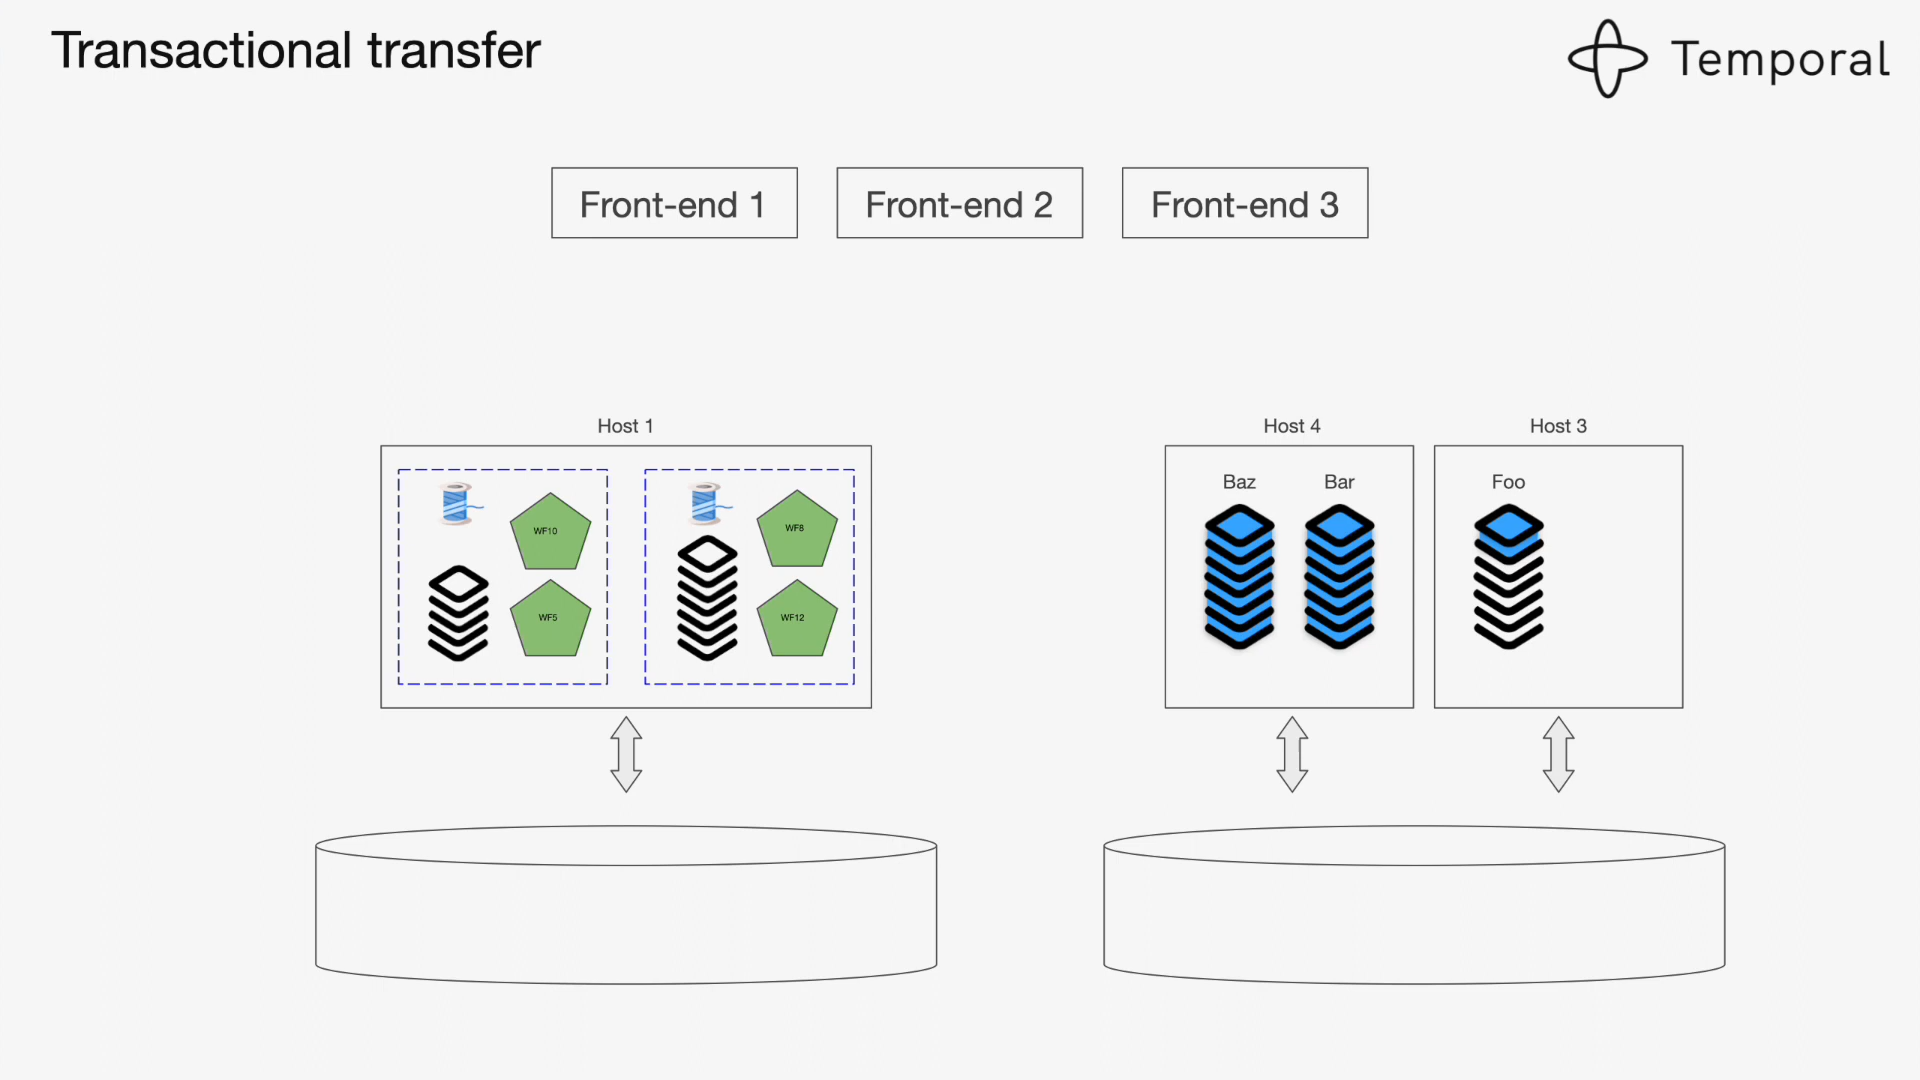 Transactional transfer
Temporal
Front-end 1
Front-end 2
Front-end 3
Host 1
Host 4
Host 3
Baz
Bar
Foo
WF10
WF8
WF5
WF12